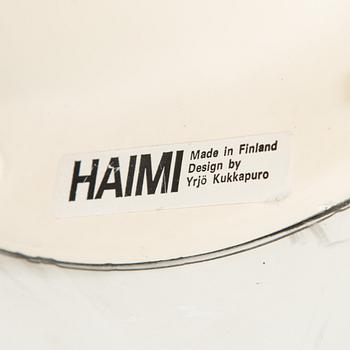 HAIMI
Made in Finland
Design by
Yrjö Kukkapuro